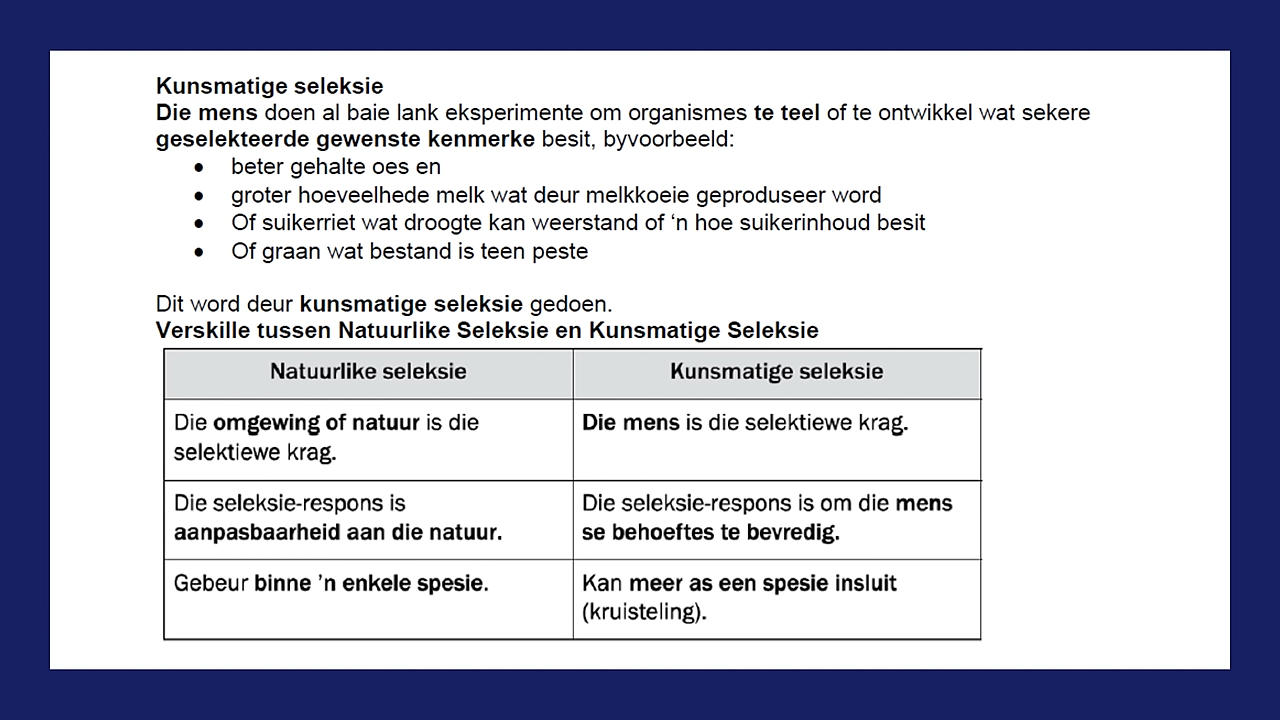 Kunsmatige seleksie
Die mens doen al baie lank eksperimente om organismes te teel of te ontwikkel wat sekere
geselekteerde gewenste kenmerke besit, byvoorbeeld:
• beter gehalte oes en
• groter hoeveelhede melk wat deur melkkoeie geproduseer word
• Of suikerriet wat droogte kan weerstand of ‘n hoe suikerinhoud besit
• Of graan wat bestand is teen peste
Dit word deur kunsmatige seleksie gedoen.
Verskille tussen Natuurlike Seleksie en Kunsmatige Seleksie
Natuurlike seleksie
Kunsmatige seleksie
Die omgewing of natuur is die
selektiewe krag.
Die mens is die selektiewe krag.
Die seleksie-respons is
aanpasbaarheid aan die natuur.
Die seleksie-respons is om die mens
se behoeftes te bevredig.
Gebeur binne ’n enkele spesie.
Kan meer as een spesie insluit
(kruisteling).